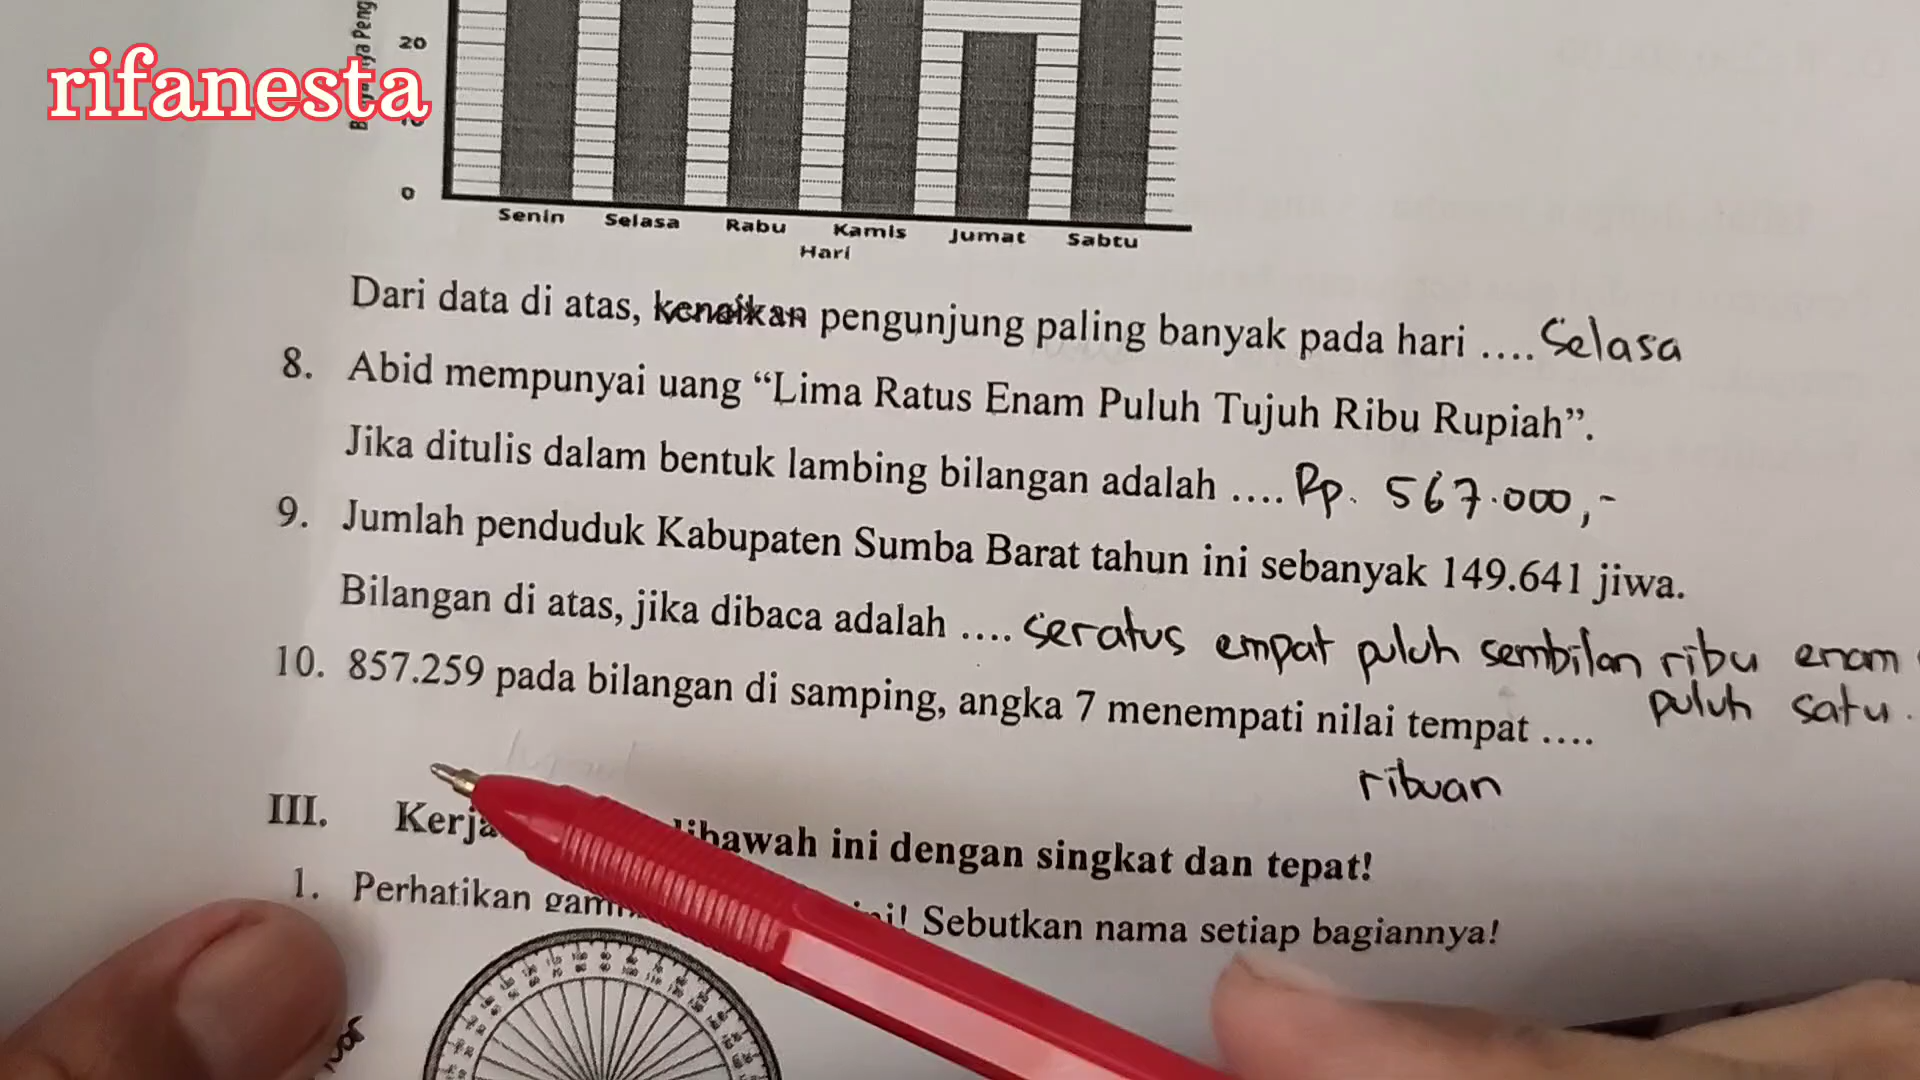 20
rifanesta
0
Senin Selasa Rabu Kamis Jumat Sabtu
Hari
Dari data di atas, kenaikan pengunjung paling banyak pada hari .... Selasa
8. Abid mempunyai uang “Lima Ratus Enam Puluh Tujuh Ribu Rupiah”.
Jika ditulis dalam bentuk lambing bilangan adalah .... Rp. 567.000,-
9. Jumlah penduduk Kabupaten Sumba Barat tahun ini sebanyak 149.641 jiwa.
Bilangan di atas, jika dibaca adalah .... seratus empat puluh sembilan ribu enam
puluh satu.
10. 857.259 pada bilangan di samping, angka 7 menempati nilai tempat ....
ribuan
III. dibawah ini dengan singkat dan tepat!
1. Perhatikan ini! Sebutkan nama setiap bagiannya!